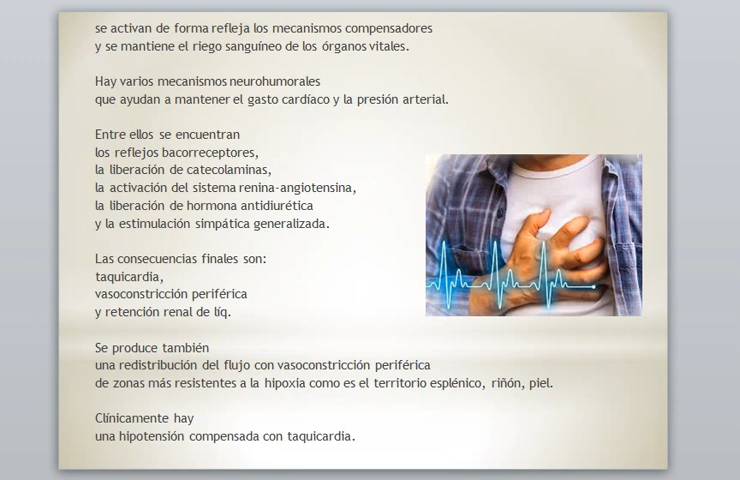 se activan de forma refleja los mecanismos compensadores
y se mantiene el riego sanguíneo de los órganos vitales.
Hay varios mecanismos neurohumorales
que ayudan a mantener el gasto cardíaco y la presión arterial.
Entre ellos se encuentran
los reflejos bacorreceptores,
la liberación de catecolaminas,
la activación del sistema renina-angiotensina,
la liberación de hormona antidiurética
y la estimulación simpática generalizada.
Las consecuencias finales son:
taquicardia,
vasoconstricción periférica
y retención renal de líq.
Se produce también
una redistribución del flujo con vasoconstricción periférica
de zonas más resistentes a la hipoxia como es el territorio esplénico, riñón, piel.
Clínicamente hay
una hipotensión compensada con taquicardia.